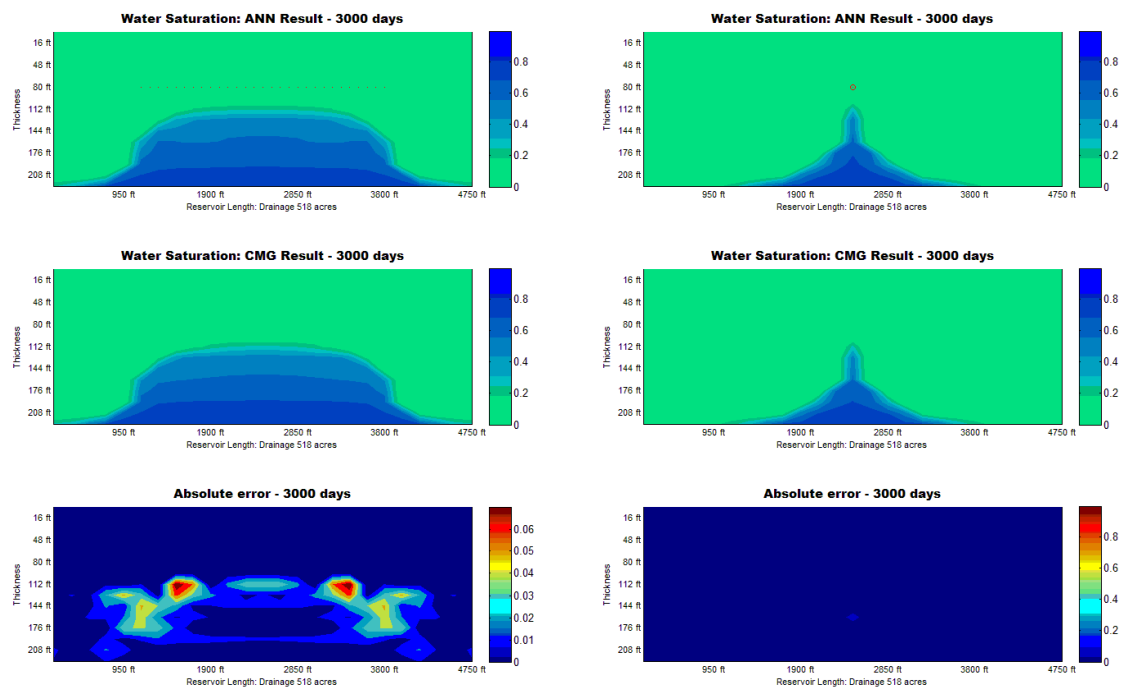 Water Saturation: ANN Result - 3000 days
16 ft
48 ft
80 ft
112 ft
144 ft
176 ft
208 ft
Thickness
950 ft 1900 ft 2850 ft 3800 ft 4750 ft
Reservoir Length: Drainage 518 acres
0.8
0.6
0.4
0.2
0
Water Saturation: ANN Result - 3000 days
16 ft
48 ft
80 ft
112 ft
144 ft
176 ft
208 ft
Thickness
950 ft 1900 ft 2850 ft 3800 ft 4750 ft
Reservoir Length: Drainage 518 acres
0.8
0.6
0.4
0.2
0
Water Saturation: CMG Result - 3000 days
16 ft
48 ft
80 ft
112 ft
144 ft
176 ft
208 ft
Thickness
950 ft 1900 ft 2850 ft 3800 ft 4750 ft
Reservoir Length: Drainage 518 acres
0.8
0.6
0.4
0.2
0
Water Saturation: CMG Result - 3000 days
16 ft
48 ft
80 ft
112 ft
144 ft
176 ft
208 ft
Thickness
950 ft 1900 ft 2850 ft 3800 ft 4750 ft
Reservoir Length: Drainage 518 acres
0.8
0.6
0.4
0.2
0
Absolute error - 3000 days
16 ft
48 ft
80 ft
112 ft
144 ft
176 ft
208 ft
Thickness
950 ft 1900 ft 2850 ft 3800 ft 4750 ft
Reservoir Length: Drainage 518 acres
0.06
0.05
0.04
0.03
0.02
0.01
0
Absolute error - 3000 days
16 ft
48 ft
80 ft
112 ft
144 ft
176 ft
208 ft
Thickness
950 ft 1900 ft 2850 ft 3800 ft 4750 ft
Reservoir Length: Drainage 518 acres
0.8
0.6
0.4
0.2
0